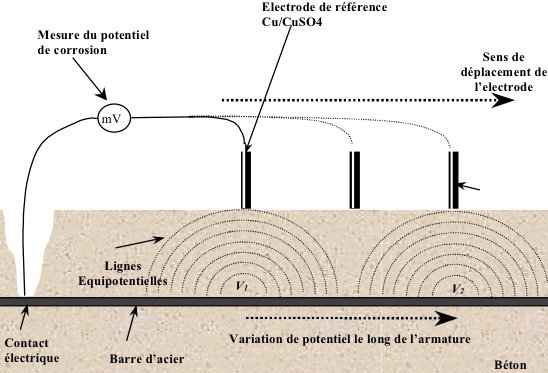 Electrode de référence
Cu/CuSO4
Mesure du potentiel
de corrosion
Sens de
déplacement de
l'electrode
mV
Lignes
Equipotentielles
V1
V2
Variation de potentiel le long de l'armature
Contact
électrique
Barre d'acier
Béton